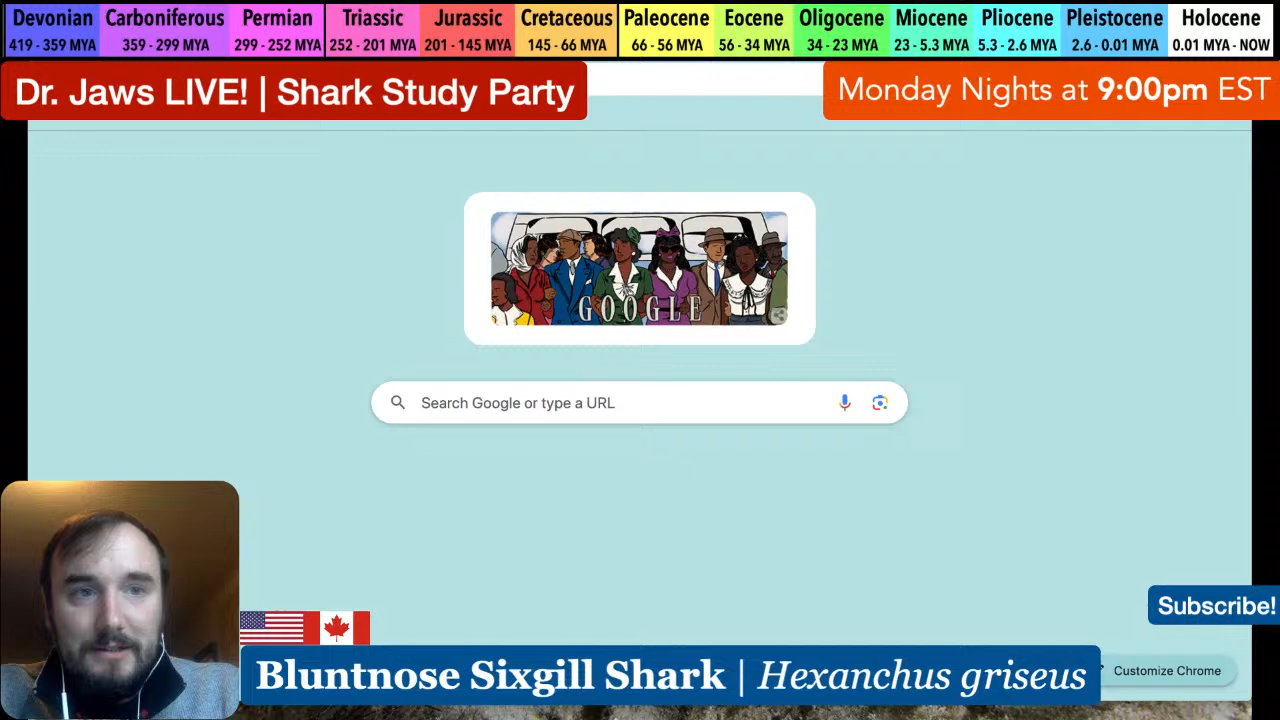 Devonian Carboniferous Permian Triassic Jurassic Cretaceous Paleocene Eocene Oligocene Miocene Pliocene Pleistocene Holocene
419 - 359 MYA 359 - 299 MYA 299 - 252 MYA 252 - 201 MYA 201 - 145 MYA 145 - 66 MYA 66 - 56 MYA 56 - 34 MYA 34 - 23 MYA 23 - 5.3 MYA 5.3 - 2.6 MYA 2.6 - 0.01 MYA 0.01 MYA - NOW
Dr. Jaws LIVE! | Shark Study Party
Monday Nights at 9:00pm EST
GOOGLE
Search Google or type a URL
Subscribe!
Bluntnose Sixgill Shark | Hexanchus griseus
Customize Chrome